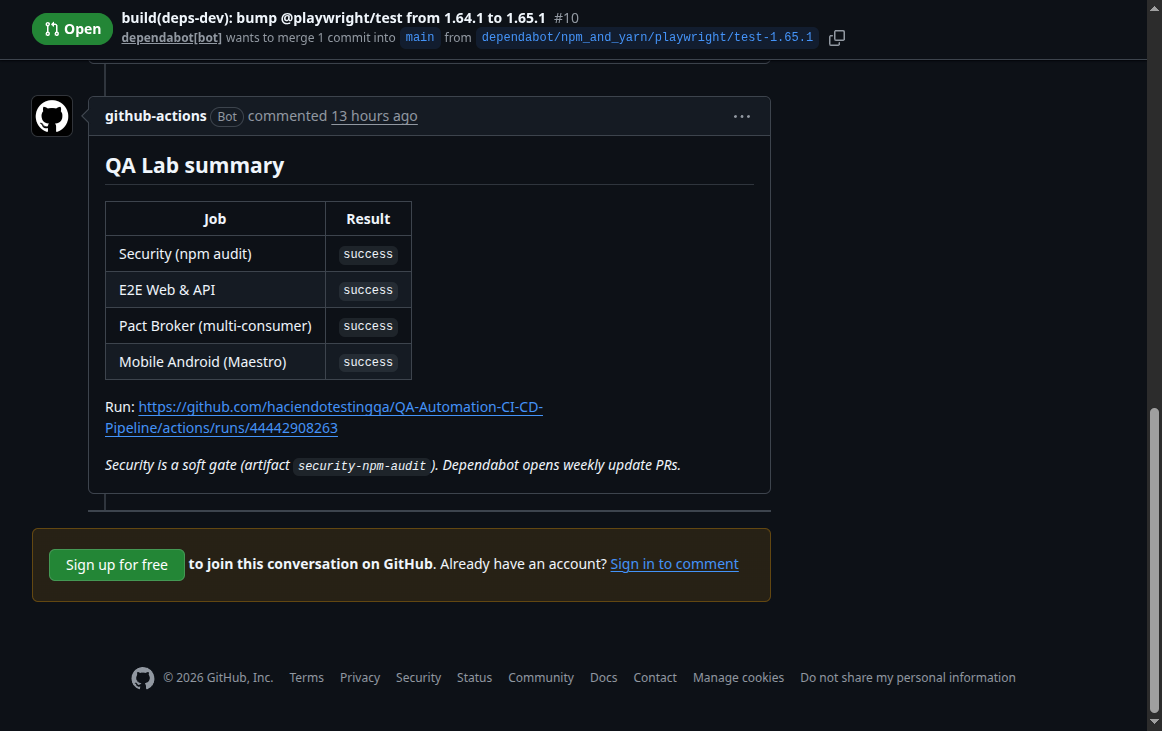 Open
build(deps-dev): bump @playwright/test from 1.64.1 to 1.65.1 #10
dependabot[bot] wants to merge 1 commit into main from dependabot/npm_and_yarn/playwright/test-1.65.1
github-actions Bot commented 13 hours ago
QA Lab summary
Job Result
Security (npm audit) success
E2E Web & API success
Pact Broker (multi-consumer) success
Mobile Android (Maestro) success
Run: https://github.com/haciendotestingqa/QA-Automation-CI-CD-
Pipeline/actions/runs/44442908263
Security is a soft gate (artifact security-npm-audit). Dependabot opens weekly update PRs.
Sign up for free to join this conversation on GitHub. Already have an account? Sign in to comment
© 2026 GitHub, Inc. Terms Privacy Security Status Community Docs Contact Manage cookies Do not share my personal information